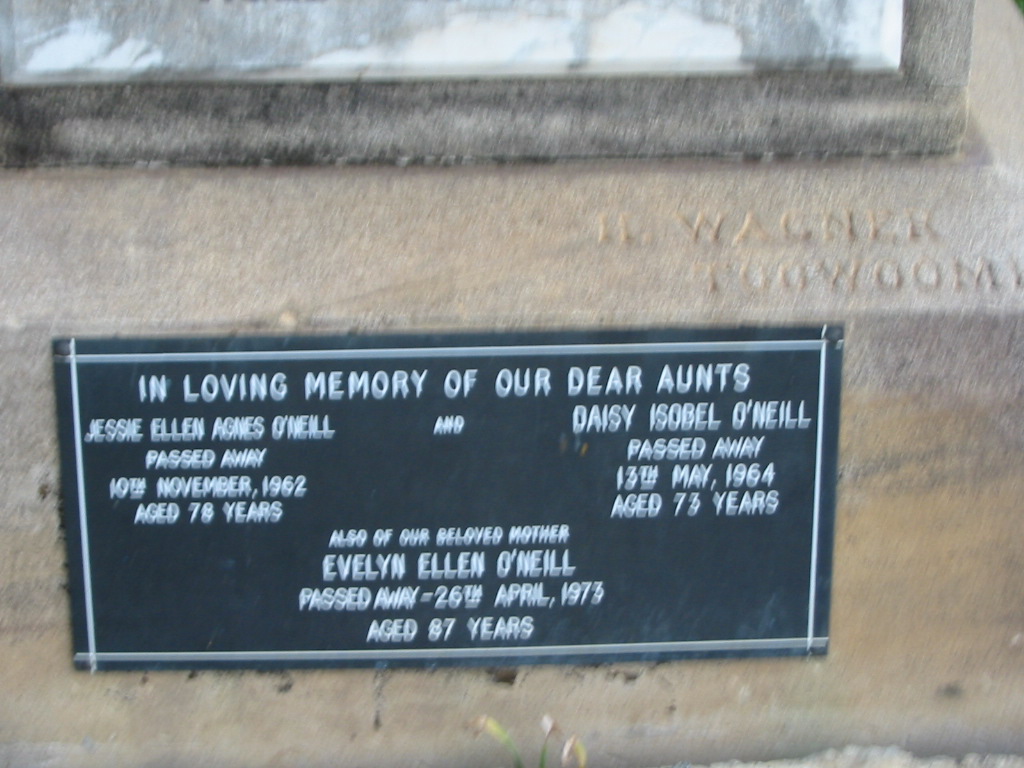 H. WAGNER
TOOWOOM
IN LOVING MEMORY OF OUR DEAR AUNTS
JESSIE ELLEN AGNES O'NEILL AND DAISY ISOBEL O'NEILL
PASSED AWAY PASSED AWAY
10TH NOVEMBER, 1962 13TH MAY, 1964
AGED 78 YEARS AGED 73 YEARS
ALSO OF OUR BELOVED MOTHER
EVELYN ELLEN O'NEILL
PASSED AWAY - 26TH APRIL, 1973
AGED 87 YEARS